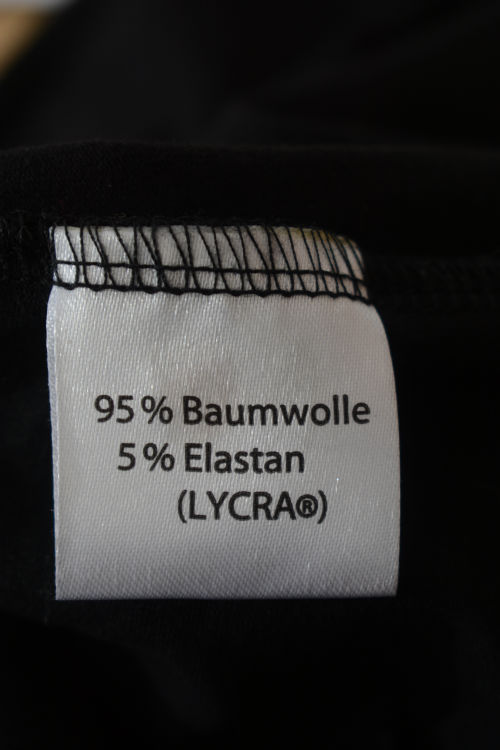 95 % Baumwolle
5 % Elastan
(LYCRA®)